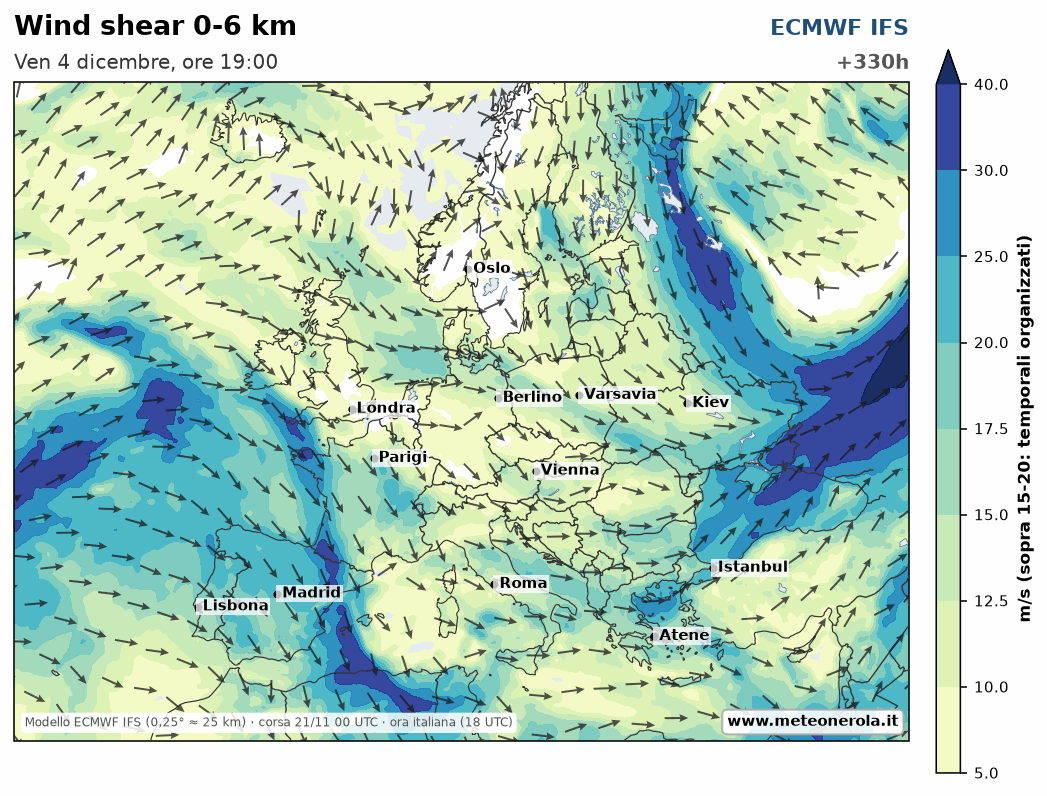 Wind shear 0-6 km
ECMWF IFS
Ven 4 dicembre, ore 19:00
+330h
Oslo
Berlino
Varsavia
Kiev
Londra
Parigi
Vienna
Istanbul
Roma
Madrid
Lisbona
Atene
Modello ECMWF IFS (0,25° ≈ 25 km) · corsa 21/11 00 UTC · ora italiana (18 UTC)
www.meteonerola.it
40.0
30.0
25.0
20.0
17.5
15.0
12.5
10.0
5.0
m/s (sopra 15-20: temporali organizzati)